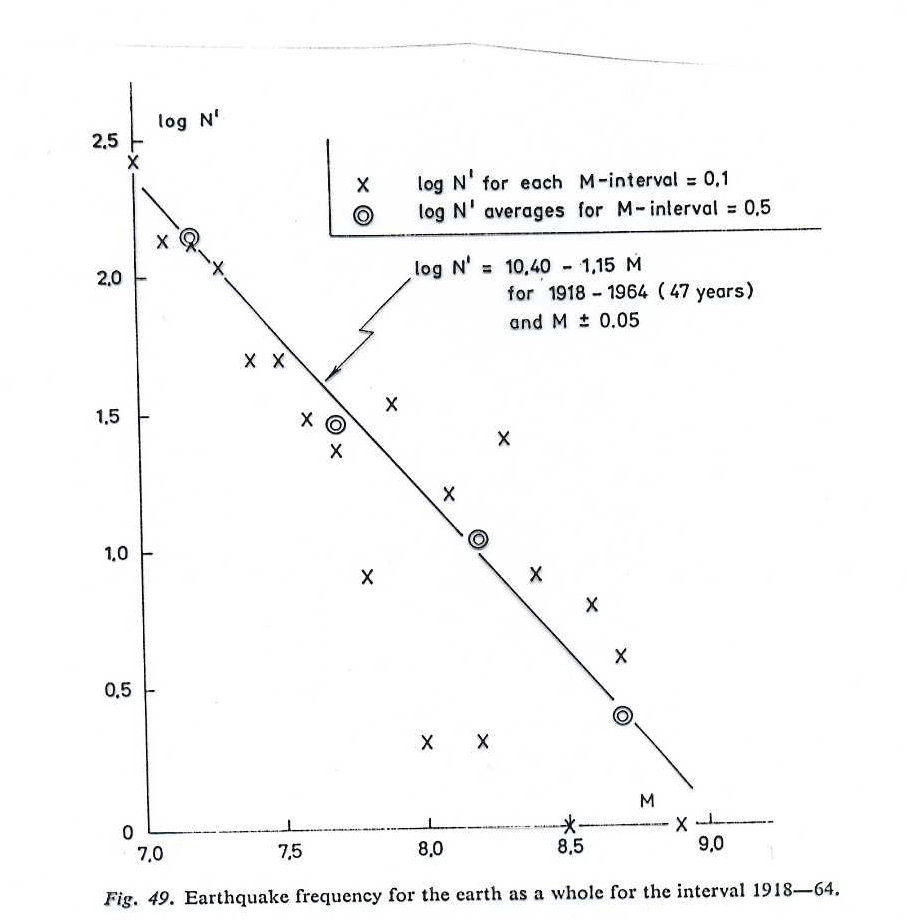 log N'
2,5
x log N' for each M-interval = 0,1
log N' averages for M-interval = 0,5
log N' = 10,40 - 1,15 M
for 1918 - 1964 ( 47 years)
and M ± 0.05
2,0
1,5
1,0
0,5
M
0
7,0 7,5 8,0 8,5 9,0
Fig. 49. Earthquake frequency for the earth as a whole for the interval 1918—64.